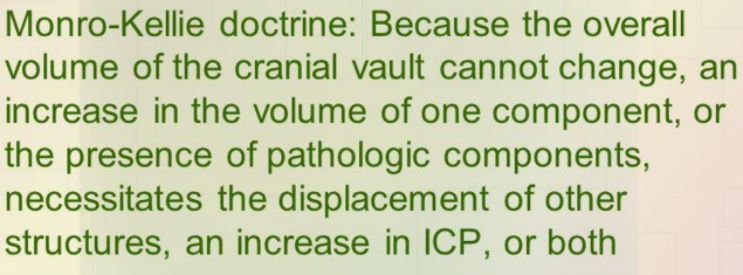 Monro-Kellie doctrine: Because the overall
volume of the cranial vault cannot change, an
increase in the volume of one component, or
the presence of pathologic components,
necessitates the displacement of other
structures, an increase in ICP, or both